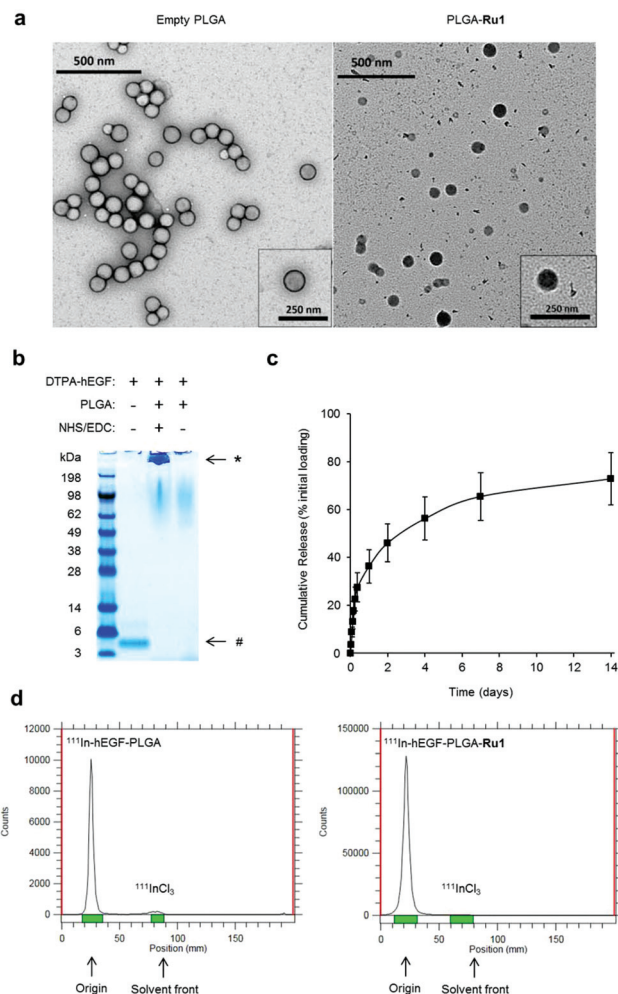 a
Empty PLGA
PLGA-Ru1
500 nm
500 nm
250 nm
250 nm
b
DTPA-hEGF: + + +
PLGA: - + +
NHS/EDC: - + -
kDa
198
98
62
49
38
28
14
6
3
*
#
c
Cumulative Release (% initial loading)
100
80
60
40
20
0
0 2 4 6 8 10 12 14
Time (days)
d
12000
10000
8000
6000
4000
2000
0
Counts
¹¹¹In-hEGF-PLGA
¹¹¹InCl₃
0 50 100 150
Position (mm)
Origin
Solvent front
150000
100000
50000
0
Counts
¹¹¹In-hEGF-PLGA-Ru1
¹¹¹InCl₃
0 50 100 150
Position (mm)
Origin
Solvent front